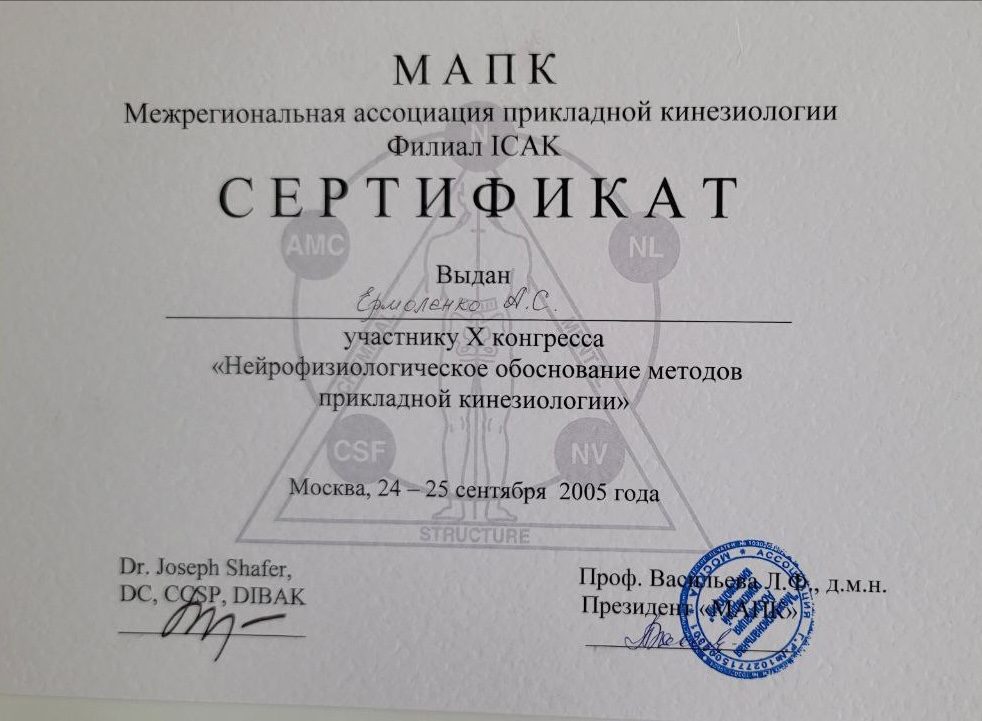 МАПК
Межрегиональная ассоциация прикладной кинезиологии
Филиал ICAK
СЕРТИФИКАТ
N
AMC
NL
Выдан
Ермоленко А.С.
участнику X конгресса
«Нейрофизиологическое обоснование методов
прикладной кинезиологии»
CSF
NV
Москва, 24 – 25 сентября 2005 года
STRUCTURE
Dr. Joseph Shafer,
DC, CCSP, DIBAK
Проф. Васильева Л.Ф., д.м.н.
Президент «МАПК»
МОСКВА
АССОЦИАЦИЯ